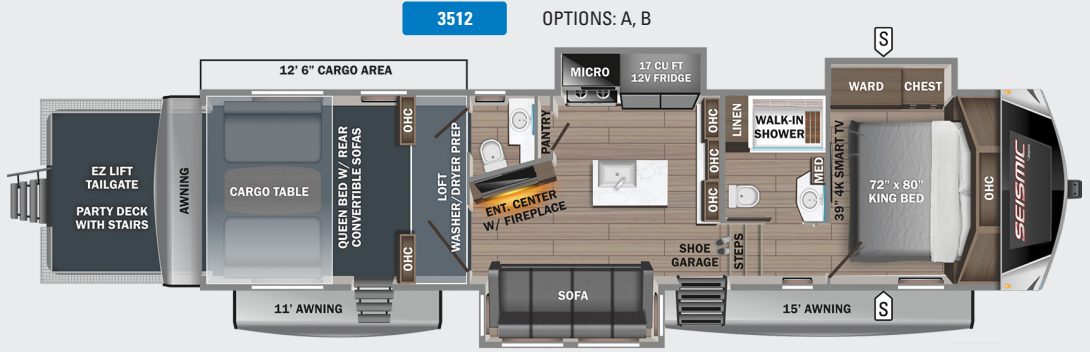 3512
OPTIONS: A, B
12' 6" CARGO AREA
MICRO
17 CU FT
12V FRIDGE
S
WARD
CHEST
EZ LIFT
TAILGATE
PARTY DECK
WITH STAIRS
AWNING
CARGO TABLE
QUEEN BED W/ REAR
CONVERTIBLE SOFAS
OHC
OHC
LOFT
WASHER/DRYER PREP
PANTRY
ENT. CENTER
W/ FIREPLACE
OHC
OHC
OHC
LINEN
WALK-IN
SHOWER
MED
39" 4K SMART TV
72" x 80"
KING BED
OHC
SEISMIC
SHOE
GARAGE
STEPS
SOFA
11' AWNING
15' AWNING
S